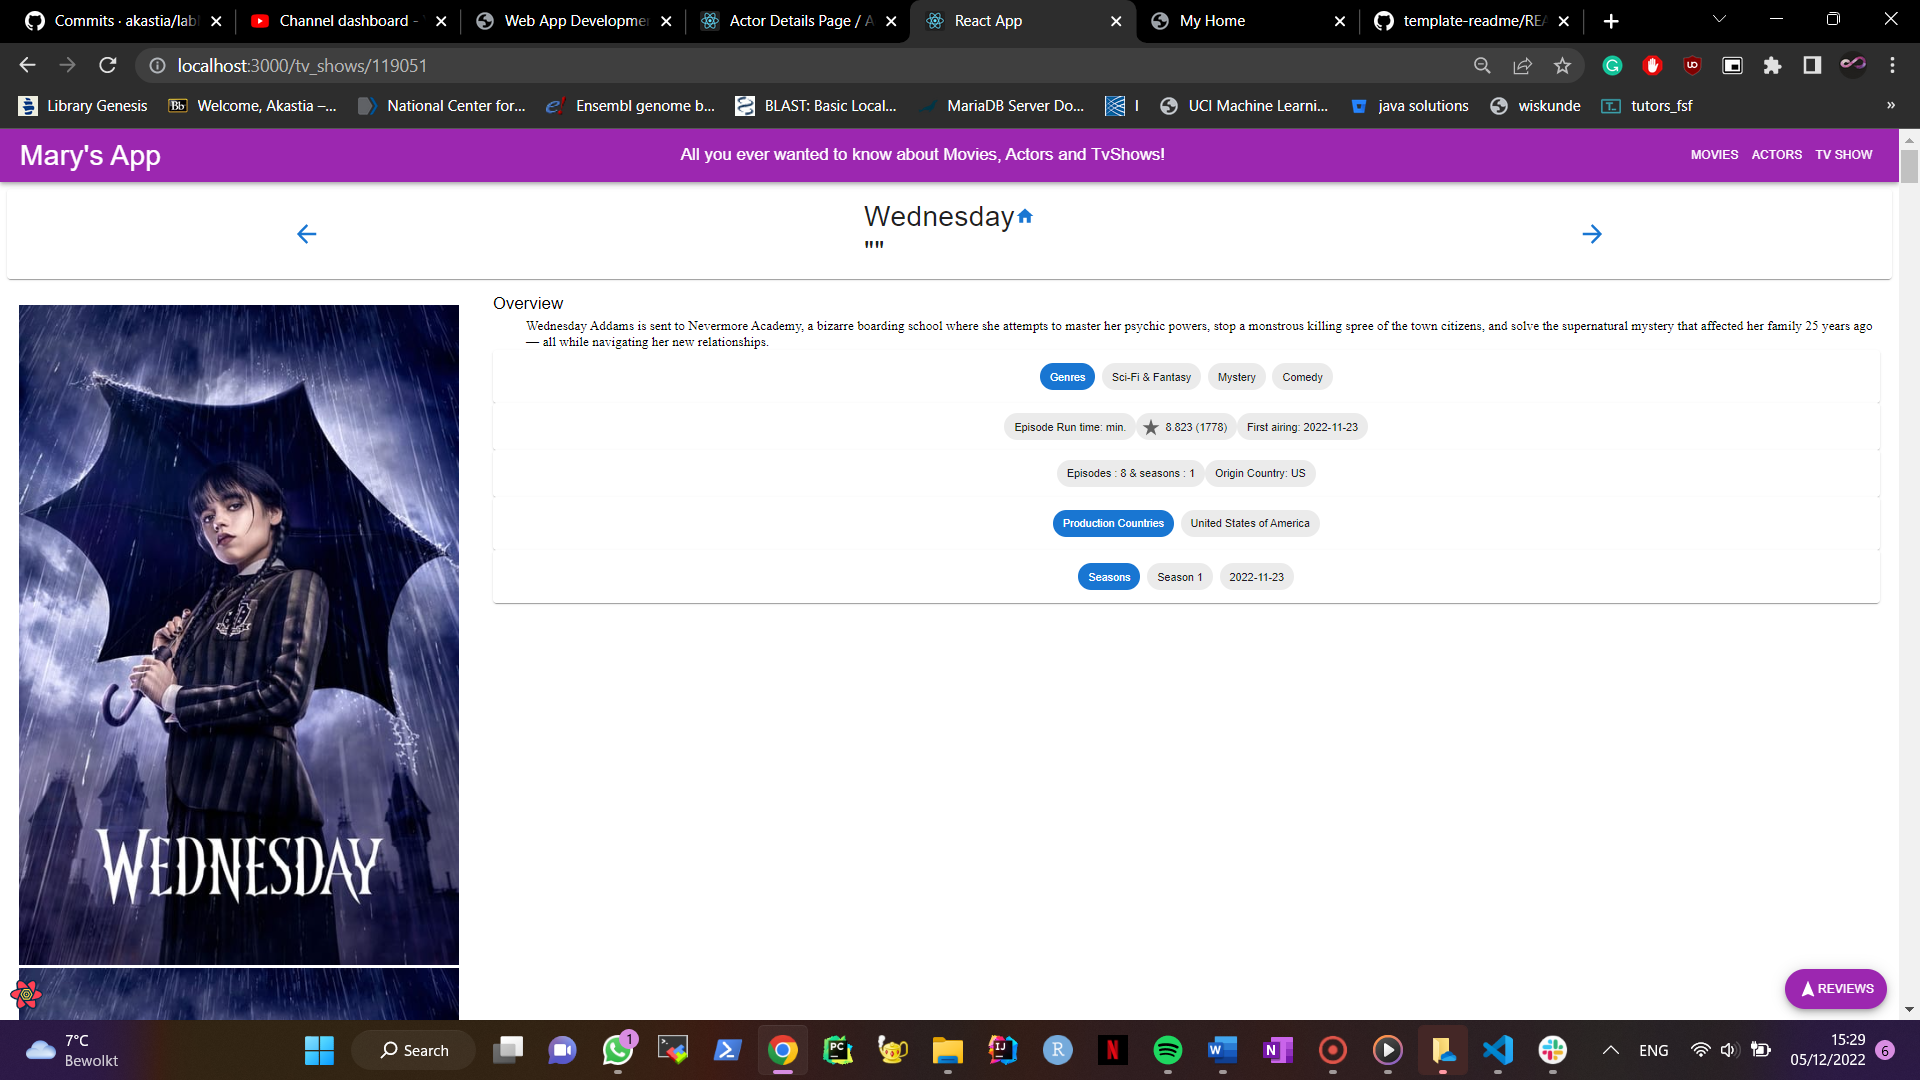 Commits · akastia/lab
Channel dashboard -
Web App Developme
Actor Details Page / A
React App
My Home
template-readme/REA
localhost:3000/tv_shows/119051
Library Genesis
Bb Welcome, Akastia –...
National Center for...
Ensembl genome b...
BLAST: Basic Local...
MariaDB Server Do...
I
UCI Machine Learni...
java solutions
wiskunde
tutors_fsf
»
Mary's App
All you ever wanted to know about Movies, Actors and TvShows!
MOVIES ACTORS TV SHOW
Wednesday
""
Overview
Wednesday Addams is sent to Nevermore Academy, a bizarre boarding school where she attempts to master her psychic powers, stop a monstrous killing spree of the town citizens, and solve the supernatural mystery that affected her family 25 years ago
— all while navigating her new relationships.
Genres Sci-Fi & Fantasy Mystery Comedy
Episode Run time: min. 8.823 (1778) First airing: 2022-11-23
Episodes : 8 & seasons : 1 Origin Country: US
Production Countries United States of America
Seasons Season 1 2022-11-23
WEDNESDAY
REVIEWS
7°C
Bewolkt
Search
1
ENG
15:29
05/12/2022
6